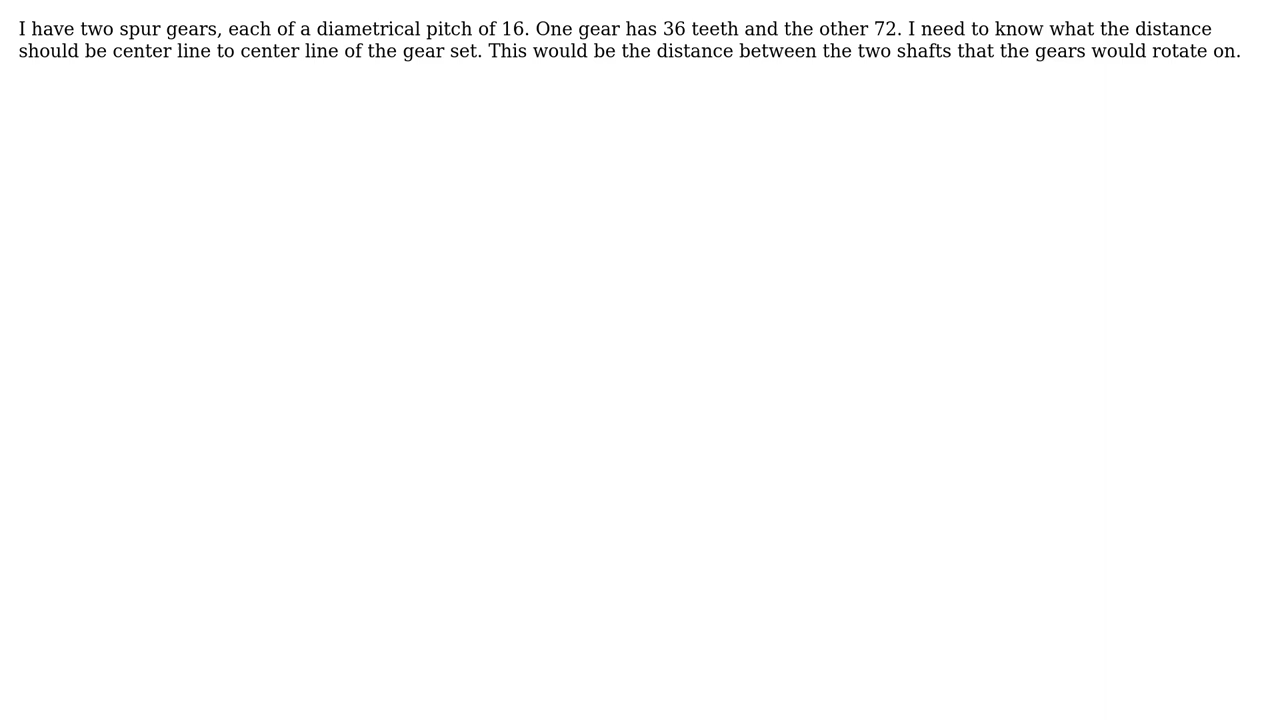 I have two spur gears, each of a diametrical pitch of 16. One gear has 36 teeth and the other 72. I need to know what the distance
should be center line to center line of the gear set. This would be the distance between the two shafts that the gears would rotate on.